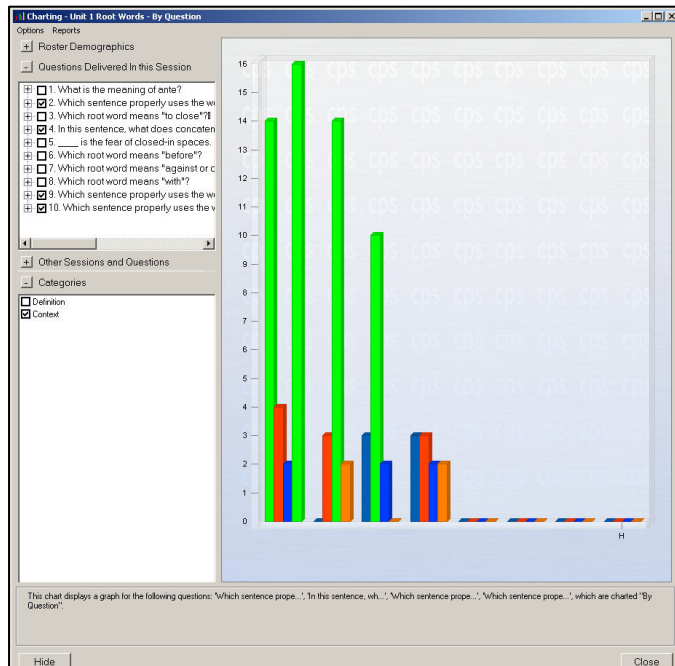 Charting - Unit 1 Root Words - By Question
Options Reports
+ Roster Demographics
- Questions Delivered In this Session
1. What is the meaning of ante?
2. Which sentence properly uses the w
3. Which root word means "to close"?
4. In this sentence, what does concaten
5. ____ is the fear of closed-in spaces.
6. Which root word means "before"?
7. Which root word means "against or o
8. Which root word means "with"?
9. Which sentence properly uses the w
10. Which sentence properly uses the w
+ Other Sessions and Questions
- Categories
Definition
Context
16
15
14
13
12
11
10
9
8
7
6
5
4
3
2
1
0
H
cps cps cps cps cps cps
This chart displays a graph for the following questions: 'Which sentence prope...', 'In this sentence, wh...', 'Which sentence prope...', 'Which sentence prope...', which are charted "By
Question".
Hide Close